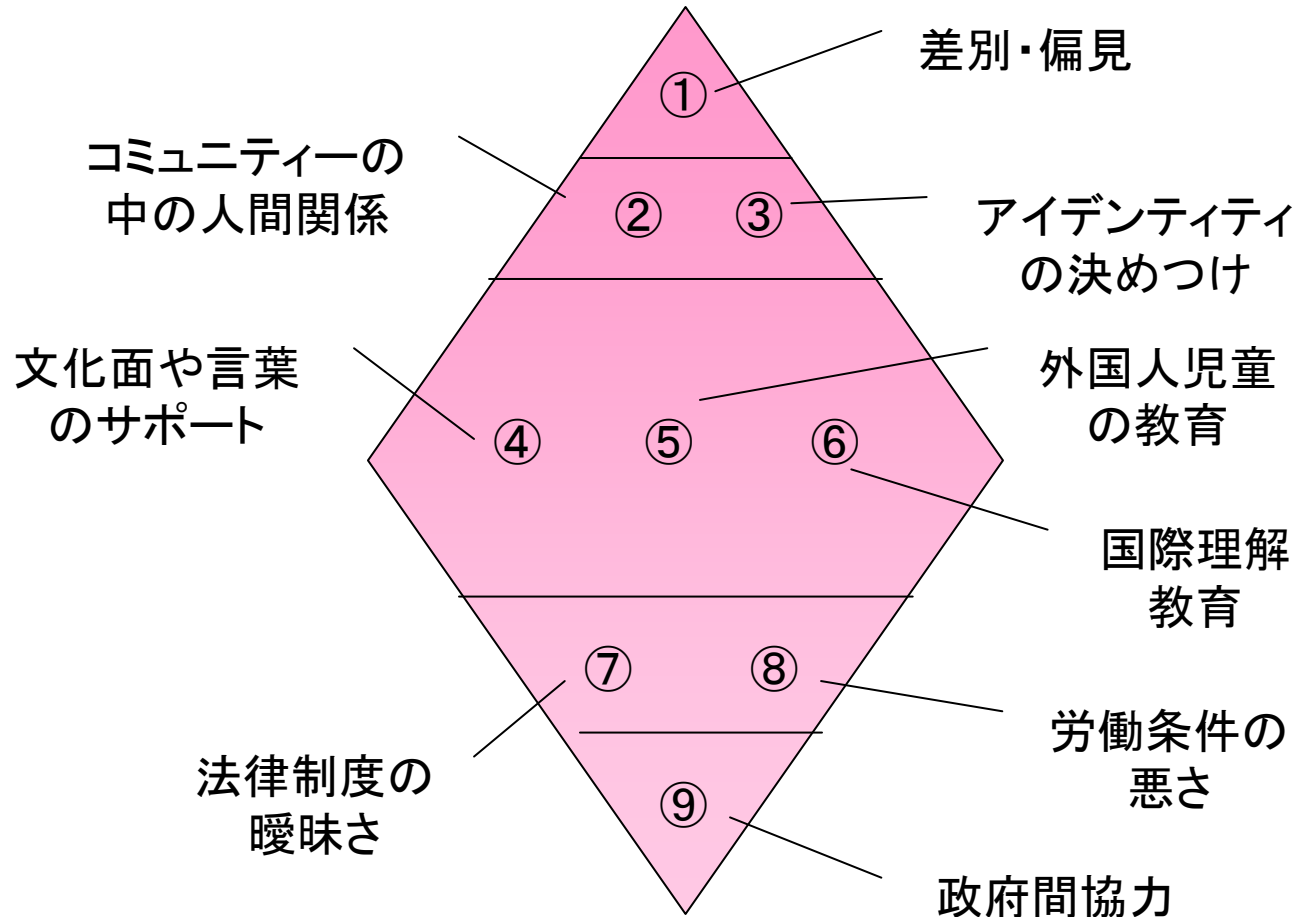 差別・偏見
①
コミュニティーの
中の人間関係
②
③
アイデンティティ
の決めつけ
文化面や言葉
のサポート
外国人児童
の教育
④
⑤
⑥
国際理解
教育
⑦
⑧
労働条件の
悪さ
法律制度の
曖昧さ
⑨
政府間協力